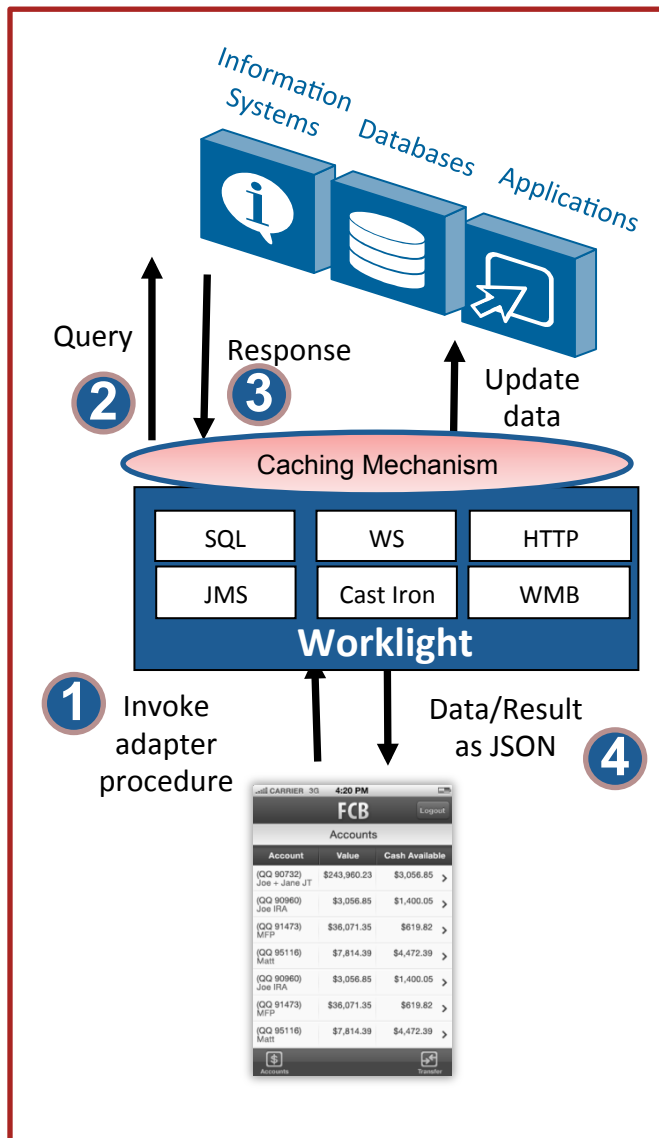 Information
Systems
Databases
Applications
Query
2
Response
3
Update
data
Caching Mechanism
SQL
WS
HTTP
JMS
Cast Iron
WMB
Worklight
1
Invoke
adapter
procedure
Data/Result
as JSON
4
CARRIER 3G 4:20 PM
FCB Logout
Accounts
Account Value Cash Available
(QQ 90732) $243,960.23 $3,056.85 >
Joe + Jane JT
(QQ 90960) $3,056.85 $1,400.05 >
Joe IRA
(QQ 91473) $36,071.35 $619.82 >
MFP
(QQ 95116) $7,814.39 $4,472.39 >
Matt
(QQ 90960) $3,056.85 $1,400.05 >
Joe IRA
(QQ 91473) $36,071.35 $619.82 >
MFP
(QQ 95116) $7,814.39 $4,472.39 >
Matt
$
Accounts Transfer